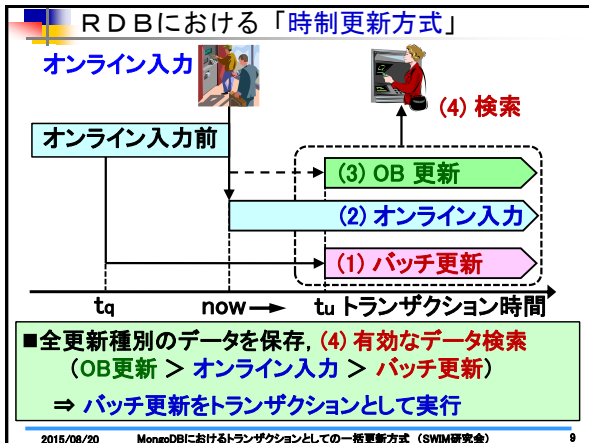 ＲＤＢにおける「時制更新方式」
オンライン入力
(4) 検索
オンライン入力前
(3) OB 更新
(2) オンライン入力
(1) バッチ更新
tq now tu トランザクション時間
■全更新種別のデータを保存, (4) 有効なデータ検索
（OB更新 > オンライン入力 > バッチ更新）
⇒ バッチ更新をトランザクションとして実行
2015/08/20 MongoDBにおけるトランザクションとしての一括更新方式 （SWIM研究会） 9